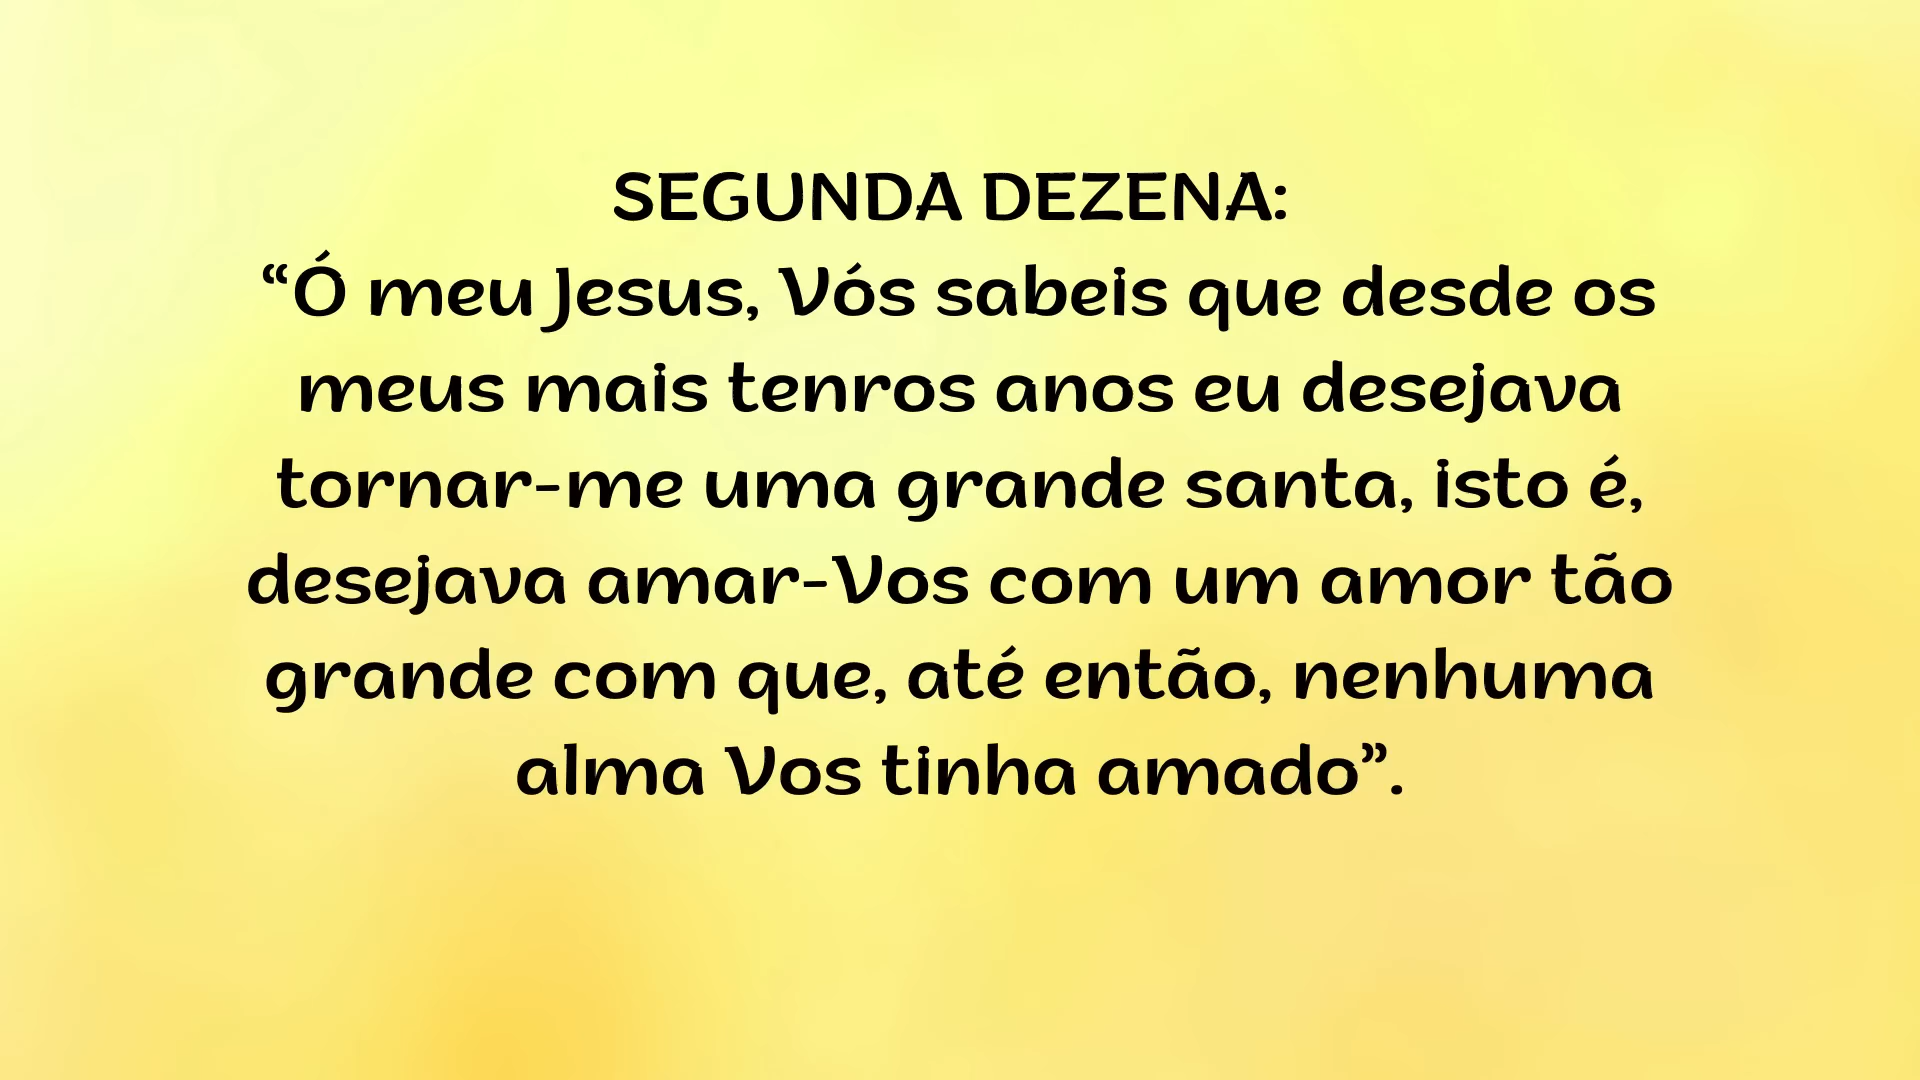 SEGUNDA DEZENA:
“Ó meu Jesus, Vós sabeis que desde os
meus mais tenros anos eu desejava
tornar-me uma grande santa, isto é,
desejava amar-Vos com um amor tão
grande com que, até então, nenhuma
alma Vos tinha amado”.